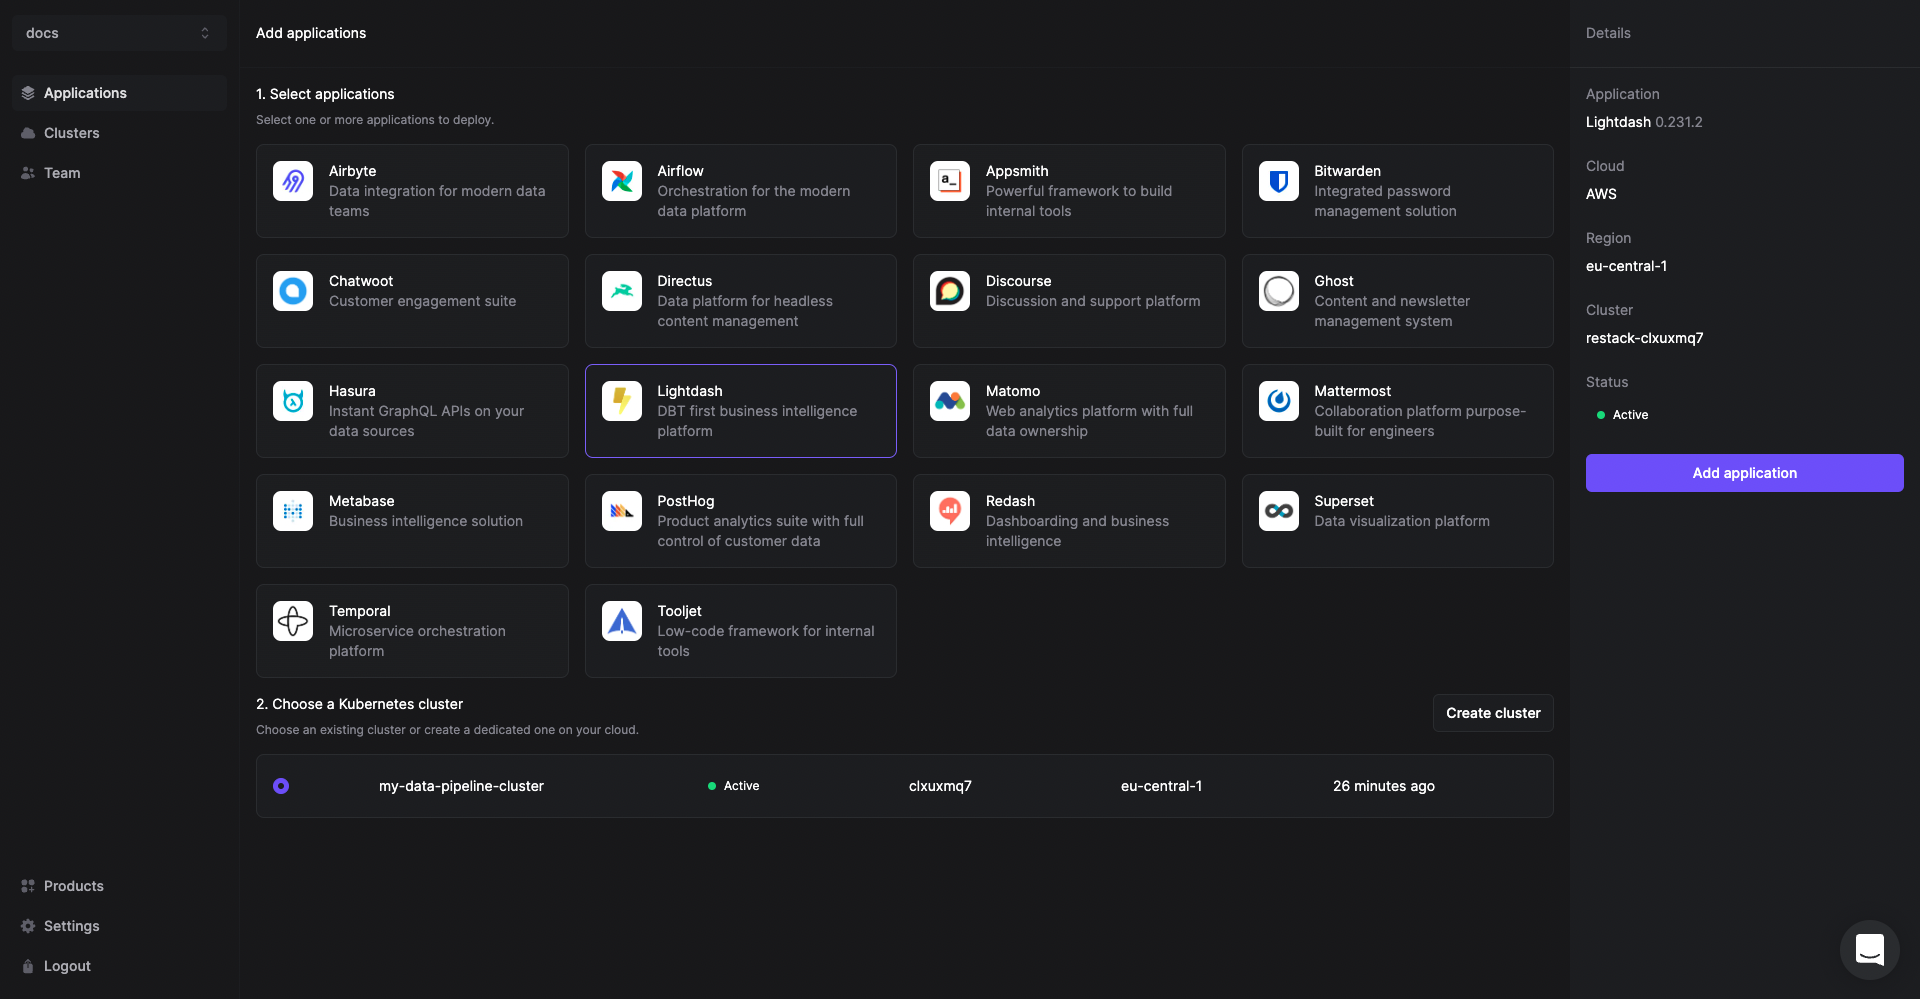 docs
Applications
Clusters
Team
Products
Settings
Logout
Add applications
1. Select applications
Select one or more applications to deploy.
Airbyte
Data integration for modern data
teams
Airflow
Orchestration for the modern
data platform
a_
Appsmith
Powerful framework to build
internal tools
Bitwarden
Integrated password
management solution
Chatwoot
Customer engagement suite
Directus
Data platform for headless
content management
Discourse
Discussion and support platform
Ghost
Content and newsletter
management system
Hasura
Instant GraphQL APIs on your
data sources
Lightdash
DBT first business intelligence
platform
Matomo
Web analytics platform with full
data ownership
Mattermost
Collaboration platform purpose-
built for engineers
Metabase
Business intelligence solution
PostHog
Product analytics suite with full
control of customer data
Redash
Dashboarding and business
intelligence
Superset
Data visualization platform
Temporal
Microservice orchestration
platform
Tooljet
Low-code framework for internal
tools
2. Choose a Kubernetes cluster
Choose an existing cluster or create a dedicated one on your cloud.
Create cluster
my-data-pipeline-cluster Active clxuxmq7 eu-central-1 26 minutes ago
Details
Application
Lightdash 0.231.2
Cloud
AWS
Region
eu-central-1
Cluster
restack-clxuxmq7
Status
Active
Add application